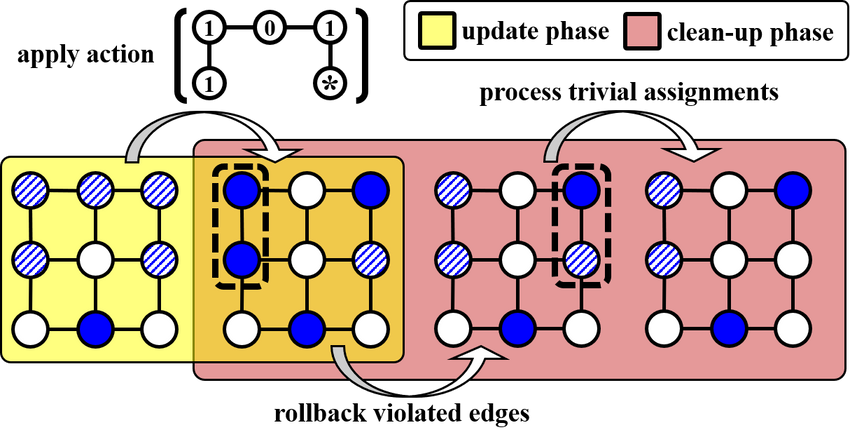 apply action
1 0 1
1 *
update phase
clean-up phase
process trivial assignments
rollback violated edges